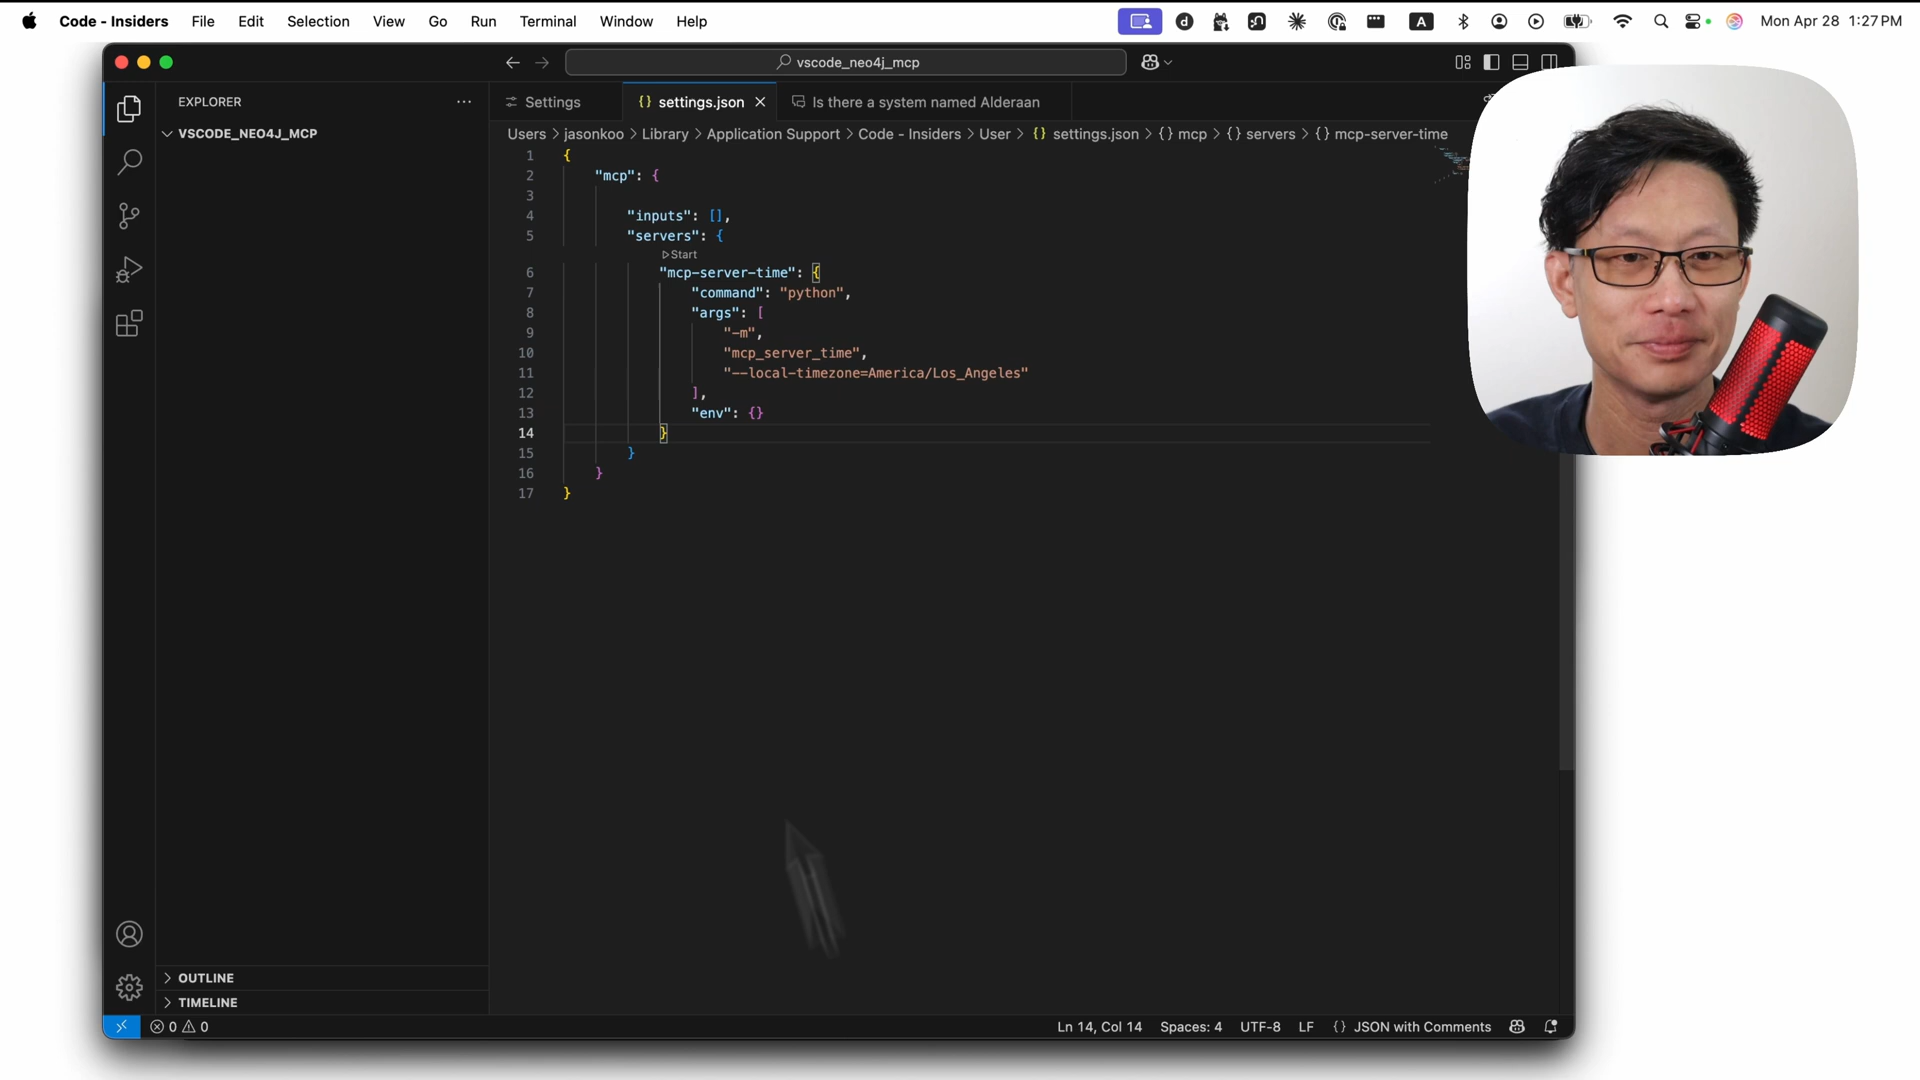 Code - Insiders File Edit Selection View Go Run Terminal Window Help
d A Mon Apr 28 1:27 PM
vscode_neo4j_mcp
EXPLORER
VSCODE_NEO4J_MCP
OUTLINE
TIMELINE
Settings settings.json Is there a system named Alderaan
Users > jasonkoo > Library > Application Support > Code - Insiders > User > {} settings.json > {} mcp > {} servers > {} mcp-server-time
1 {
2 "mcp": {
3
4 "inputs": [],
5 "servers": {
Start
6 "mcp-server-time": {
7 "command": "python",
8 "args": [
9 "-m",
10 "mcp_server_time",
11 "--local-timezone=America/Los_Angeles"
12 ],
13 "env": {}
14 }
15 }
16 }
17 }
0 0 Ln 14, Col 14 Spaces: 4 UTF-8 LF {} JSON with Comments